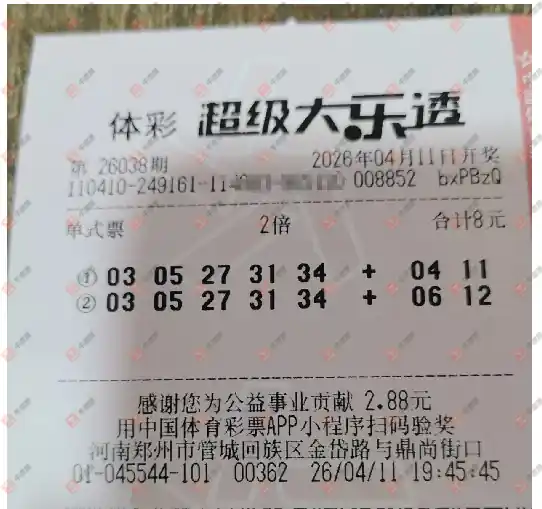 体彩 超级大乐透
第 26038期 2026年04月11日开奖
110410-249161-11 008852 bxPBzQ
单式票 2倍 合计8元
① 03 05 27 31 34 + 04 11
② 03 05 27 31 34 + 06 12
感谢您为公益事业贡献 2.88元
用中国体育彩票APP小程序扫码验奖
河南郑州市管城回族区金岱路与鼎尚街口
01-045544-101 00362 26/04/11 19:45:45